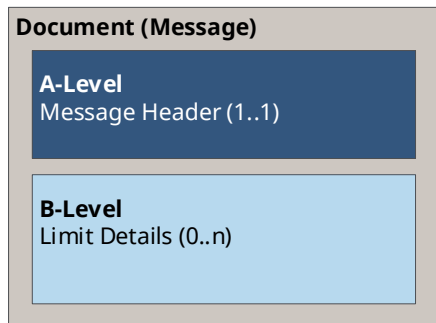 Document (Message)
A-Level
Message Header (1..1)
B-Level
Limit Details (0..n)